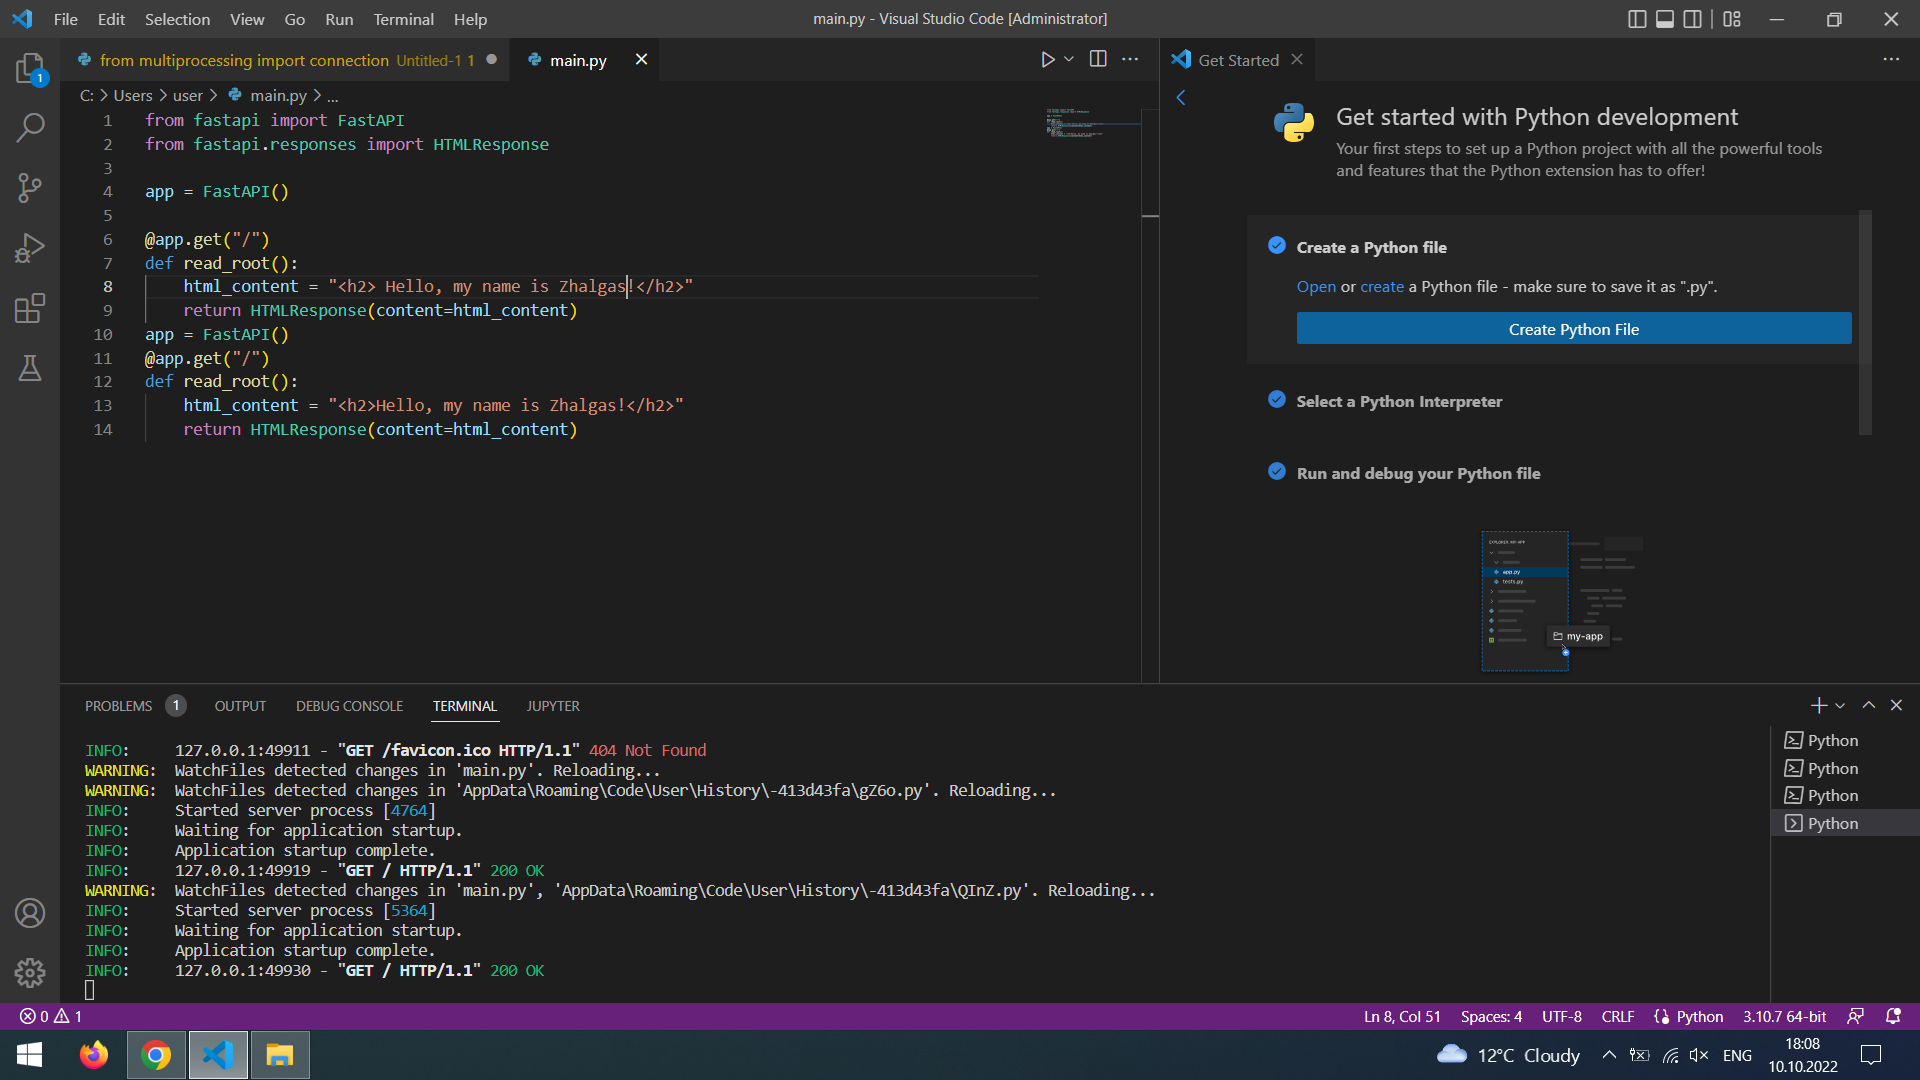 File Edit Selection View Go Run Terminal Help
main.py - Visual Studio Code [Administrator]
1
from multiprocessing import connection Untitled-1 1
main.py
Get Started
C: > Users > user > main.py > ...
1 from fastapi import FastAPI
2 from fastapi.responses import HTMLResponse
3
4 app = FastAPI()
5
6 @app.get("/")
7 def read_root():
8 html_content = "<h2> Hello, my name is Zhalgas!</h2>"
9 return HTMLResponse(content=html_content)
10 app = FastAPI()
11 @app.get("/")
12 def read_root():
13 html_content = "<h2>Hello, my name is Zhalgas!</h2>"
14 return HTMLResponse(content=html_content)
Get started with Python development
Your first steps to set up a Python project with all the powerful tools
and features that the Python extension has to offer!
Create a Python file
Open or create a Python file - make sure to save it as ".py".
Create Python File
Select a Python Interpreter
Run and debug your Python file
EXPLORER: MY-APP
app.py
tests.py
my-app
PROBLEMS 1 OUTPUT DEBUG CONSOLE TERMINAL JUPYTER
INFO: 127.0.0.1:49911 - "GET /favicon.ico HTTP/1.1" 404 Not Found
WARNING: WatchFiles detected changes in 'main.py'. Reloading...
WARNING: WatchFiles detected changes in 'AppData\Roaming\Code\User\History\-413d43fa\gZ6o.py'. Reloading...
INFO: Started server process [4764]
INFO: Waiting for application startup.
INFO: Application startup complete.
INFO: 127.0.0.1:49919 - "GET / HTTP/1.1" 200 OK
WARNING: WatchFiles detected changes in 'main.py', 'AppData\Roaming\Code\User\History\-413d43fa\QInZ.py'. Reloading...
INFO: Started server process [5364]
INFO: Waiting for application startup.
INFO: Application startup complete.
INFO: 127.0.0.1:49930 - "GET / HTTP/1.1" 200 OK
Python
Python
Python
Python
0 1
Ln 8, Col 51 Spaces: 4 UTF-8 CRLF Python 3.10.7 64-bit
12°C Cloudy ENG
18:08
10.10.2022